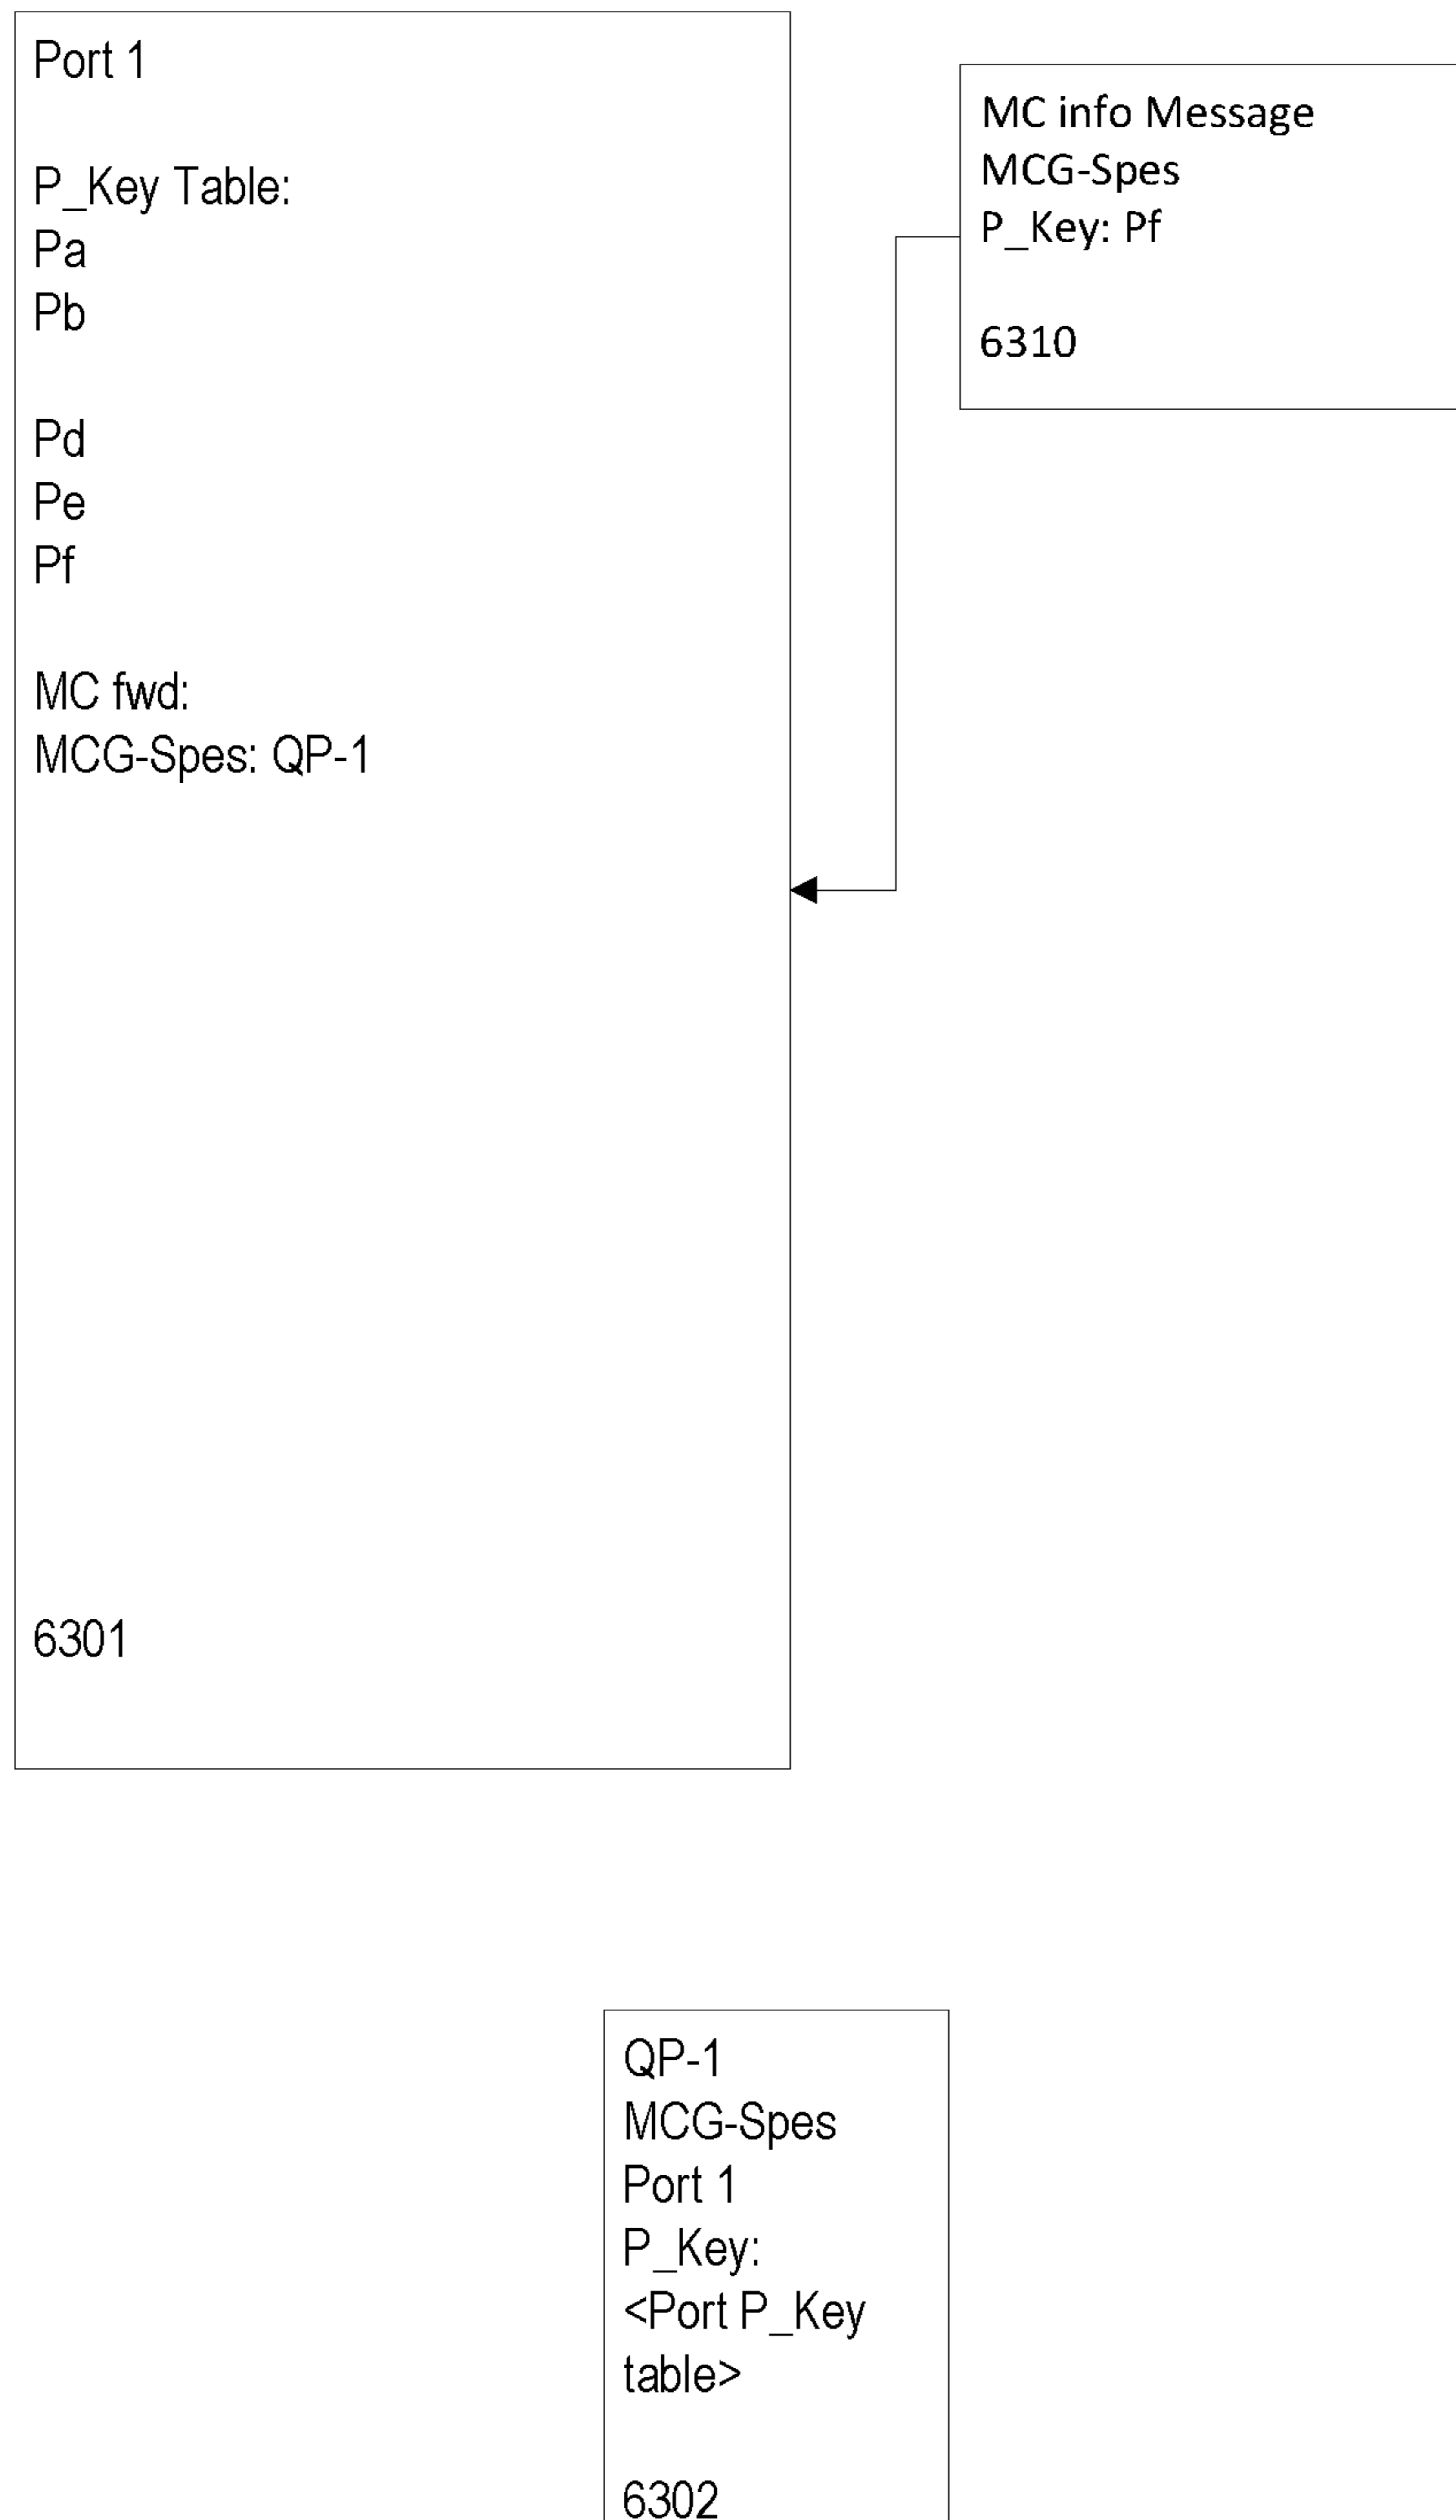 Port 1
P_Key Table:
Pa
Pb
Pd
Pe
Pf
MC fwd:
MCG-Spes: QP-1
6301
MC info Message
MCG-Spes
P_Key: Pf
6310
QP-1
MCG-Spes
Port 1
P_Key:
<Port P_Key
table>
6302